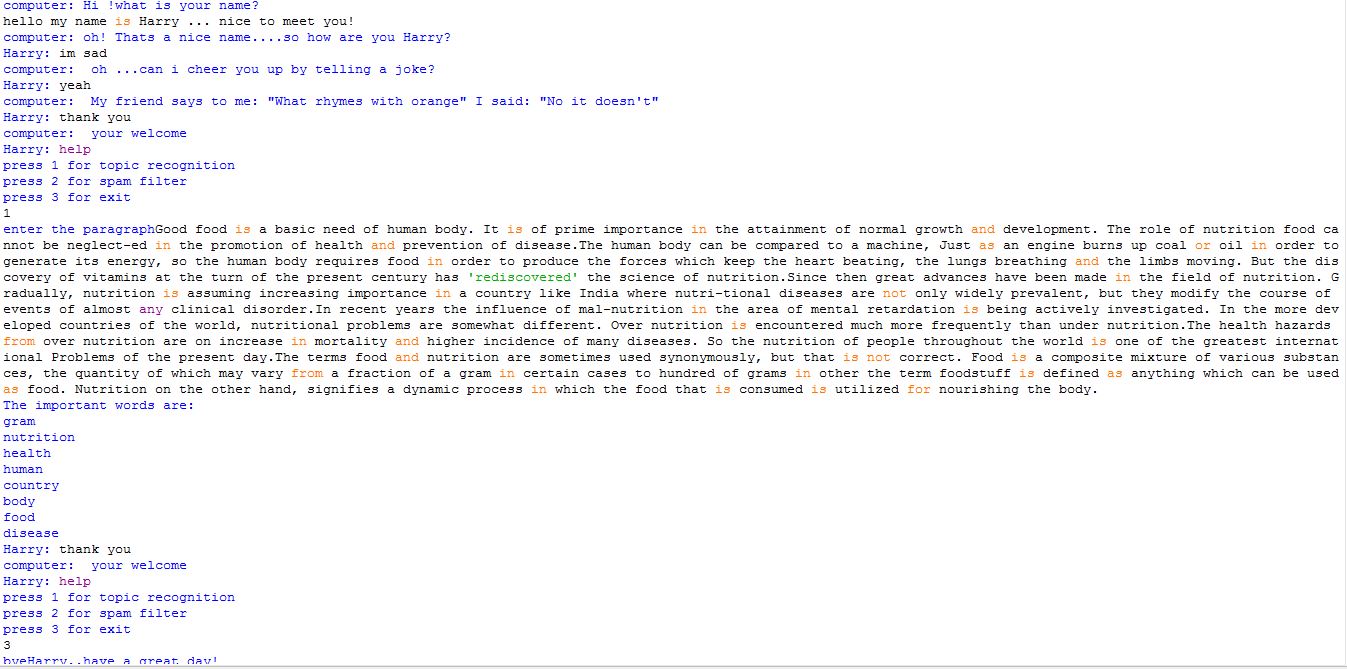 computer: Hi !what is your name?
hello my name is Harry ... nice to meet you!
computer: oh! Thats a nice name....so how are you Harry?
Harry: im sad
computer:  oh ...can i cheer you up by telling a joke?
Harry: yeah
computer:  My friend says to me: "What rhymes with orange" I said: "No it doesn't"
Harry: thank you
computer:  your welcome
Harry: help
press 1 for topic recognition
press 2 for spam filter
press 3 for exit
1
enter the paragraphGood food is a basic need of human body. It is of prime importance in the attainment of normal growth and development. The role of nutrition food ca
nnot be neglect-ed in the promotion of health and prevention of disease.The human body can be compared to a machine, Just as an engine burns up coal or oil in order to
generate its energy, so the human body requires food in order to produce the forces which keep the heart beating, the lungs breathing and the limbs moving. But the dis
covery of vitamins at the turn of the present century has 'rediscovered' the science of nutrition.Since then great advances have been made in the field of nutrition. G
radually, nutrition is assuming increasing importance in a country like India where nutri-tional diseases are not only widely prevalent, but they modify the course of
events of almost any clinical disorder.In recent years the influence of mal-nutrition in the area of mental retardation is being actively investigated. In the more dev
eloped countries of the world, nutritional problems are somewhat different. Over nutrition is encountered much more frequently than under nutrition.The health hazards
from over nutrition are on increase in mortality and higher incidence of many diseases. So the nutrition of people throughout the world is one of the greatest internat
ional Problems of the present day.The terms food and nutrition are sometimes used synonymously, but that is not correct. Food is a composite mixture of various substan
ces, the quantity of which may vary from a fraction of a gram in certain cases to hundred of grams in other the term foodstuff is defined as anything which can be used
as food. Nutrition on the other hand, signifies a dynamic process in which the food that is consumed is utilized for nourishing the body.
The important words are:
gram
nutrition
health
human
country
body
food
disease
Harry: thank you
computer:  your welcome
Harry: help
press 1 for topic recognition
press 2 for spam filter
press 3 for exit
3
byeHarry..have a great day!